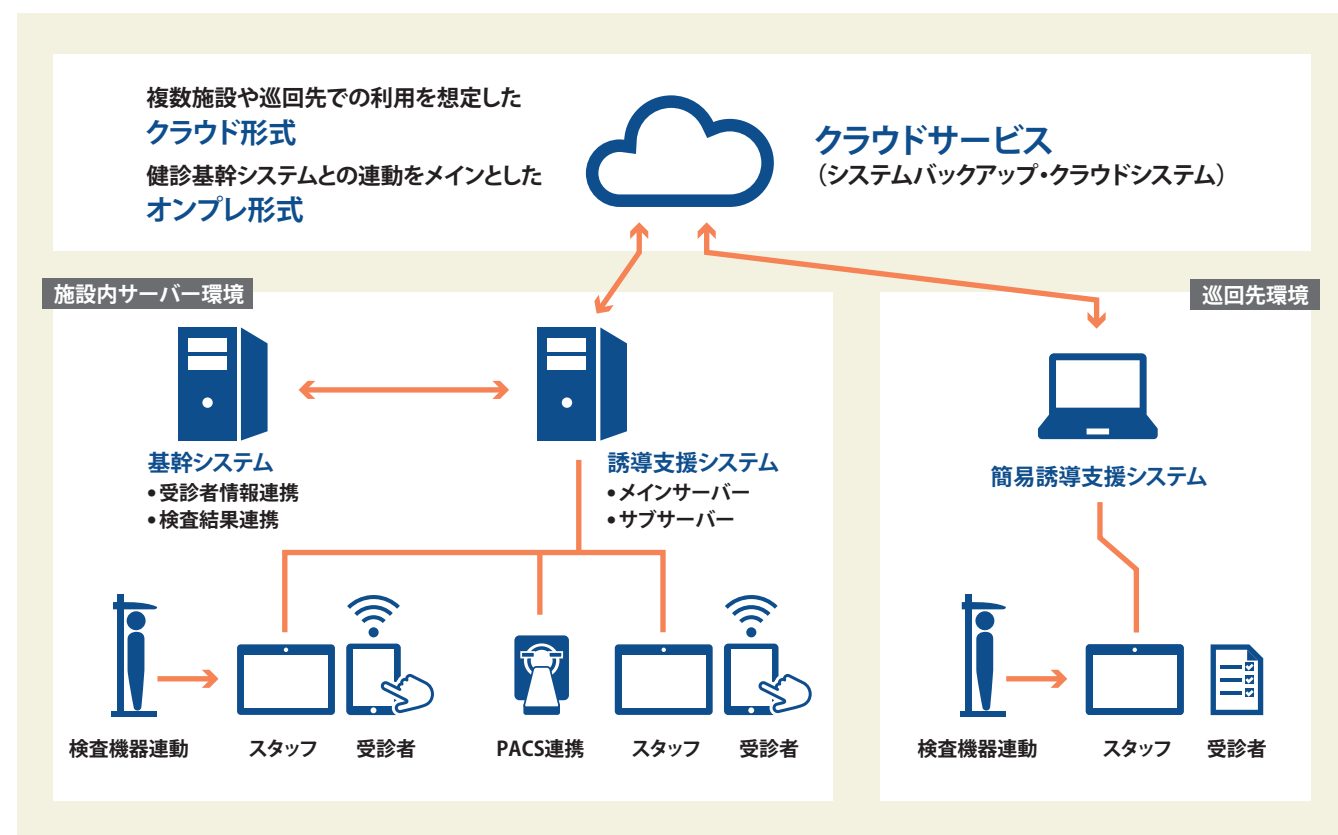 複数施設や巡回先での利用を想定した
クラウド形式
健診基幹システムとの連動をメインとした
オンプレ形式
クラウドサービス
（システムバックアップ・クラウドシステム）
施設内サーバー環境
基幹システム
•受診者情報連携
•検査結果連携
誘導支援システム
•メインサーバー
•サブサーバー
検査機器連動
スタッフ
受診者
PACS連携
スタッフ
受診者
巡回先環境
簡易誘導支援システム
検査機器連動
スタッフ
受診者